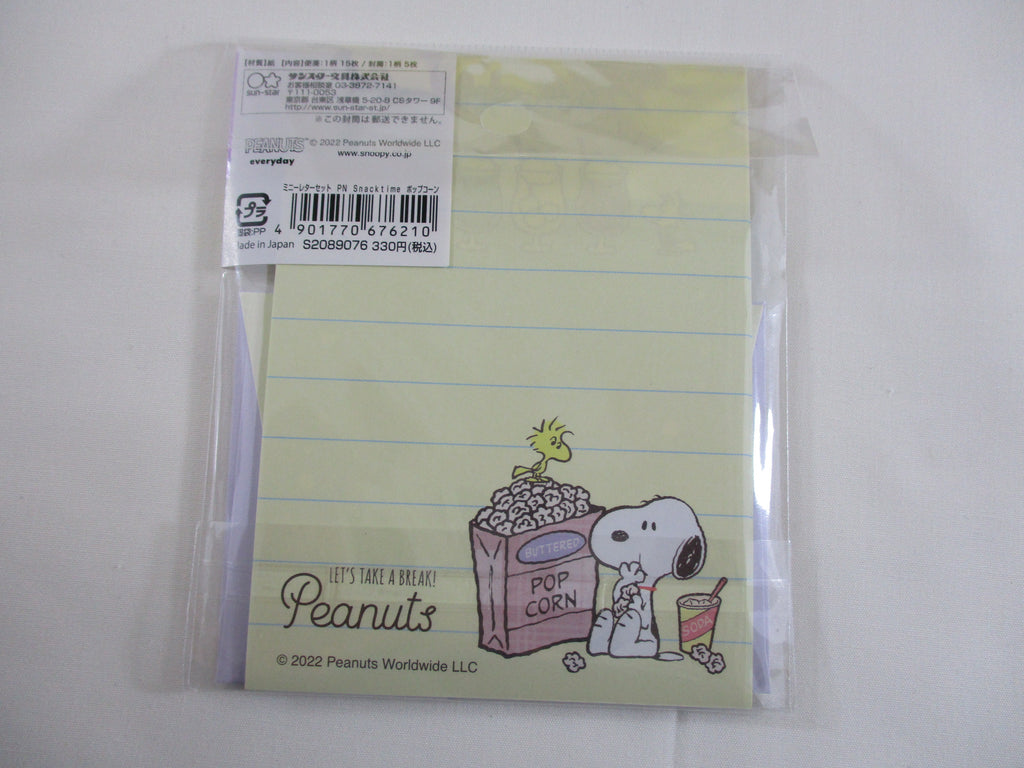 【材質】紙 【内容】便箋:1柄 15枚 / 封筒:1柄 5枚
サンスター文具株式会社
sun-star
お客様相談室 03-3972-7141
〒111-0053
東京都 台東区 浅草橋 5-20-8 CSタワー 9F
http://www.sun-star-st.jp/
※この封筒は郵送できません。
PEANUTS © 2022 Peanuts Worldwide LLC
everyday www.snoopy.co.jp
ミニーレターセット PN Snacktime ポップコーン
プラ
袋:PP
4 901770 676210
Made in Japan S2089076 330円(税込)
BUTTERED
POP
CORN
SODA
LET'S TAKE A BREAK!
Peanuts
© 2022 Peanuts Worldwide LLC